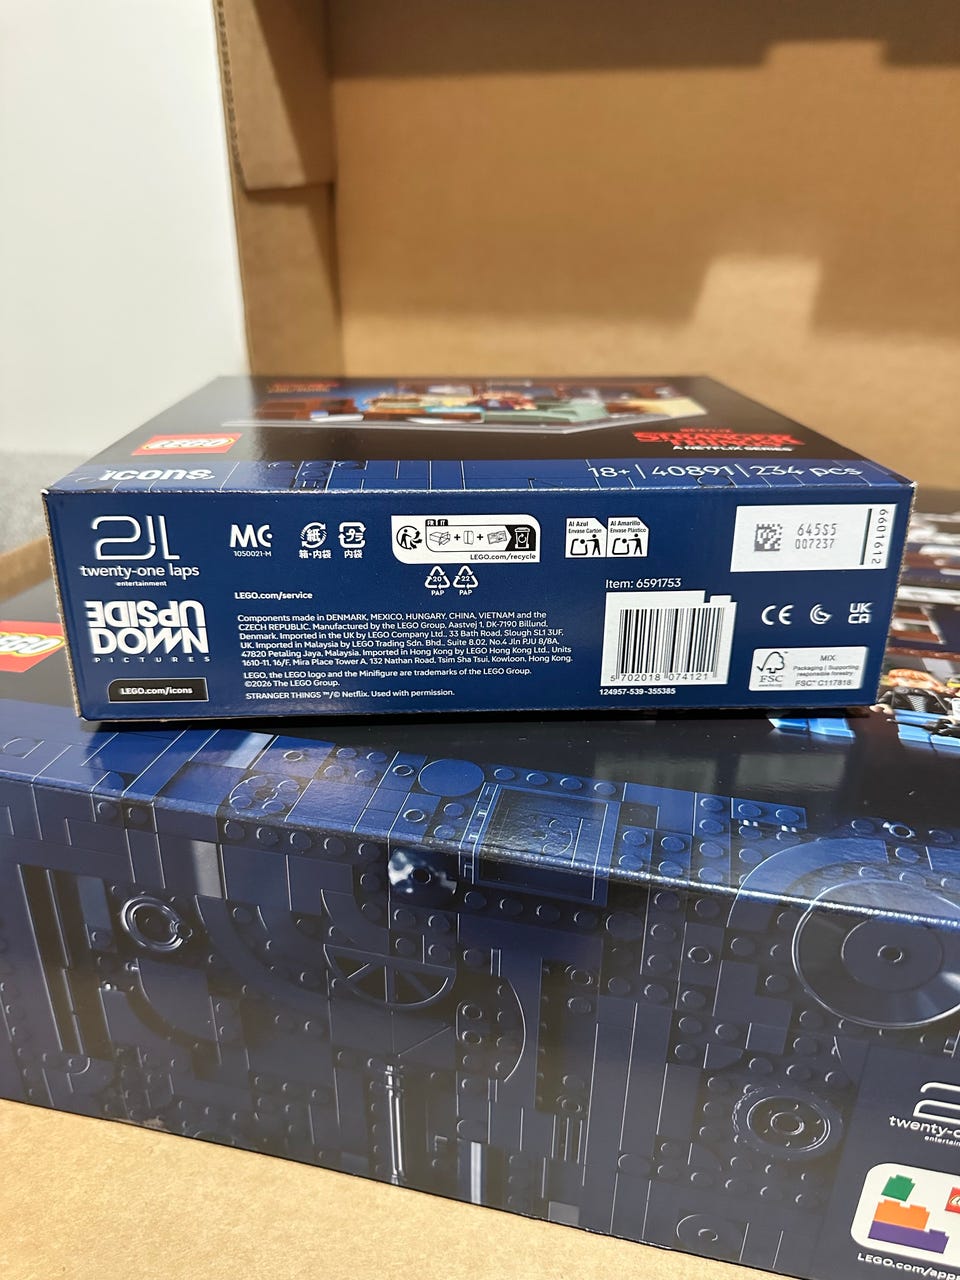 LEGO
icons
STRANGER THINGS
A NETFLIX SERIES
18+ | 40891 | 234 pcs
21L
twenty-one laps
entertainment
UPSIDE
DOWN
PICTURES
LEGO.com/icons
MC
1050021-M
紙
箱・内袋
プラ
内袋
FR IT
LEGO.com/recycle
20
PAP
22
PAP
Al Azul
Envase Cartón
Al Amarillo
Envase Plástico
645S5
007237
6601612
LEGO.com/service
Components made in DENMARK, MEXICO, HUNGARY, CHINA, VIETNAM and the
CZECH REPUBLIC. Manufactured by the LEGO Group. Aastvej 1, DK-7190 Billund,
Denmark. Imported in the UK by LEGO Company Ltd., 33 Bath Road, Slough SL1 3UF,
UK. Imported in Malaysia by LEGO Trading Sdn. Bhd., Suite 8.02, No.4 Jln PJU 8/8A,
47820 Petaling Jaya, Malaysia. Imported in Hong Kong by LEGO Hong Kong Ltd., Units
1610-11, 16/F, Mira Place Tower A, 132 Nathan Road, Tsim Sha Tsui, Kowloon, Hong Kong.
LEGO, the LEGO logo and the Minifigure are trademarks of the LEGO Group.
©2026 The LEGO Group.
STRANGER THINGS ™/© Netflix. Used with permission.
Item: 6591753
5 702018 074121
124957-539-355385
CE
UK
CA
FSC
MIX
Packaging | Supporting
responsible forestry
FSC® C117818
twenty-o
LEGO.com/app